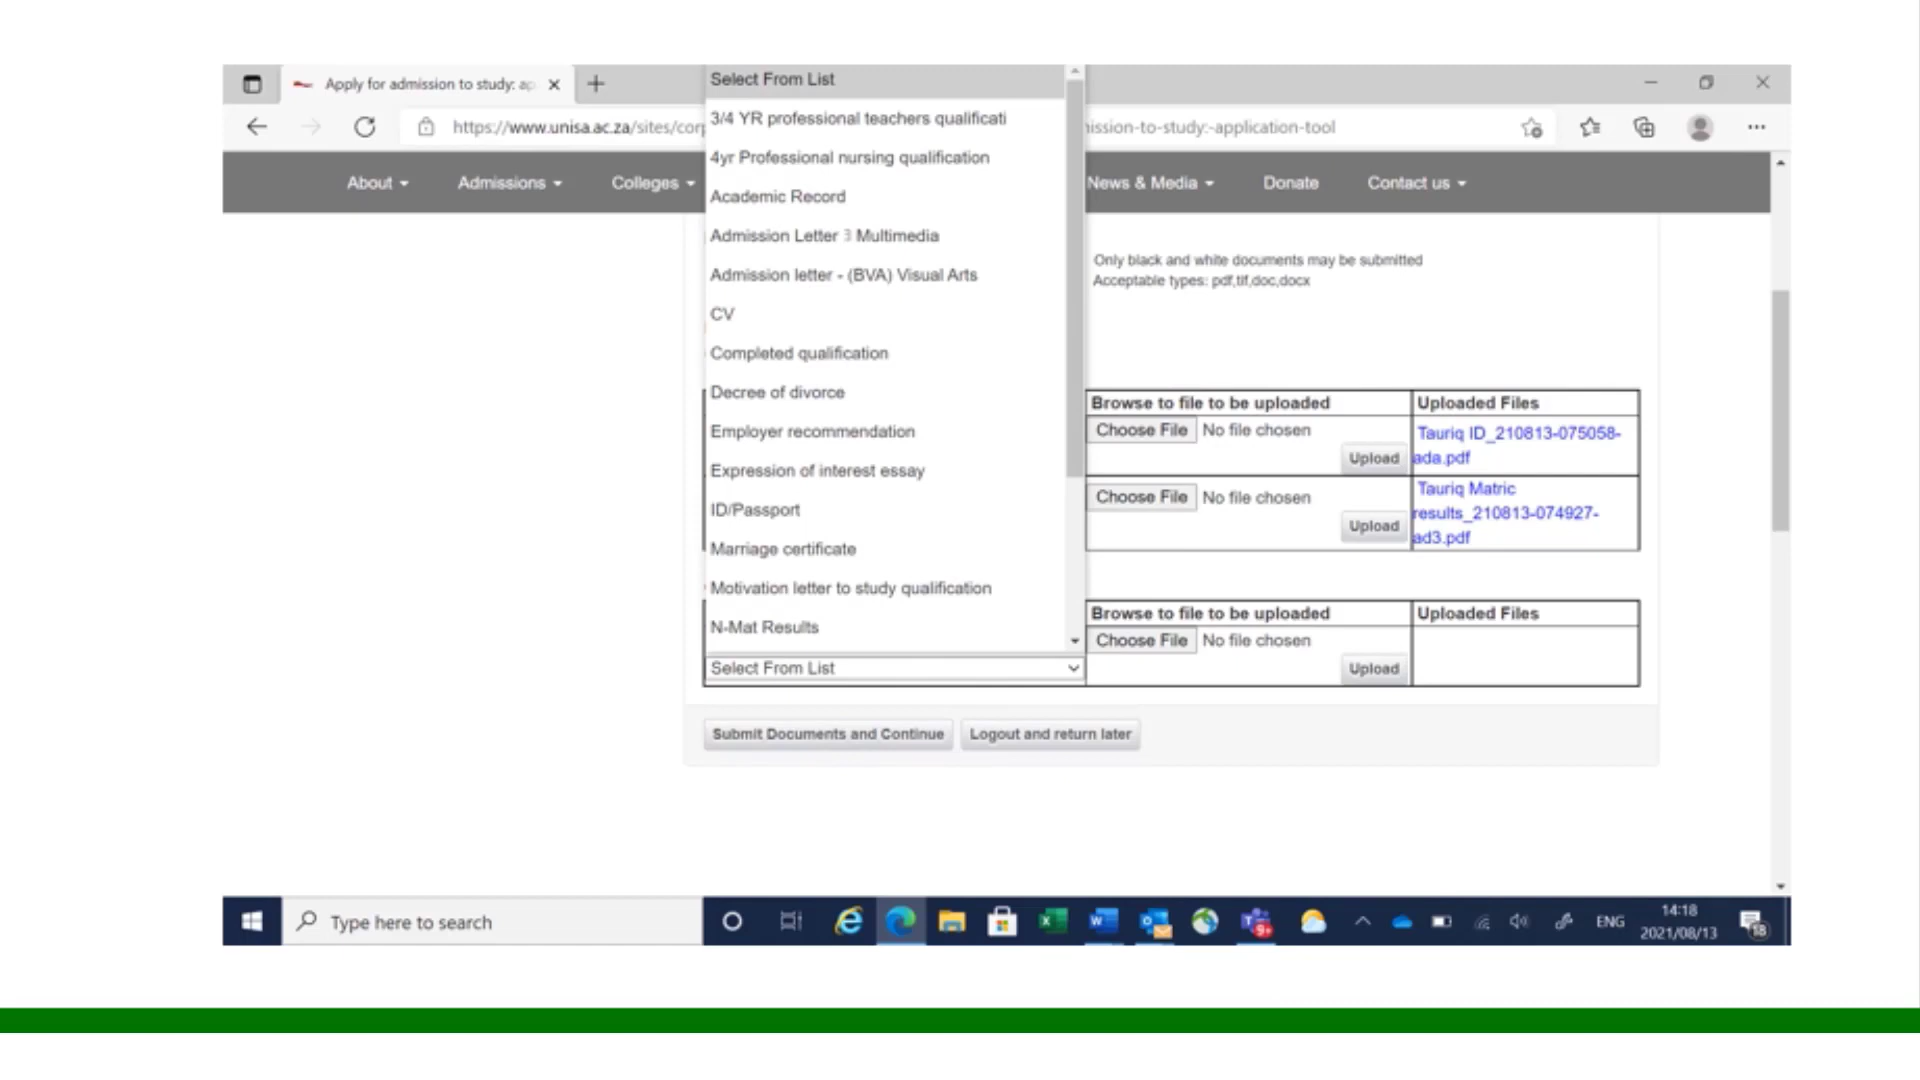 Apply for admission to study: ap
Select From List
https://www.unisa.ac.za/sites/corp
ission-to-study:-application-tool
About
Admissions
Colleges
News & Media
Donate
Contact us
3/4 YR professional teachers qualificati
4yr Professional nursing qualification
Academic Record
Admission Letter 3 Multimedia
Admission letter - (BVA) Visual Arts
CV
Completed qualification
Decree of divorce
Employer recommendation
Expression of interest essay
ID/Passport
Marriage certificate
Motivation letter to study qualification
N-Mat Results
Select From List
Only black and white documents may be submitted
Acceptable types: pdf,tif,doc,docx
Browse to file to be uploaded
Uploaded Files
Choose File No file chosen
Upload
Tauriq ID_210813-075058-
ada.pdf
Choose File No file chosen
Upload
Tauriq Matric
results_210813-074927-
ad3.pdf
Browse to file to be uploaded
Uploaded Files
Choose File No file chosen
Upload
Submit Documents and Continue
Logout and return later
Type here to search
9+
ENG
14:18
2021/08/13
18